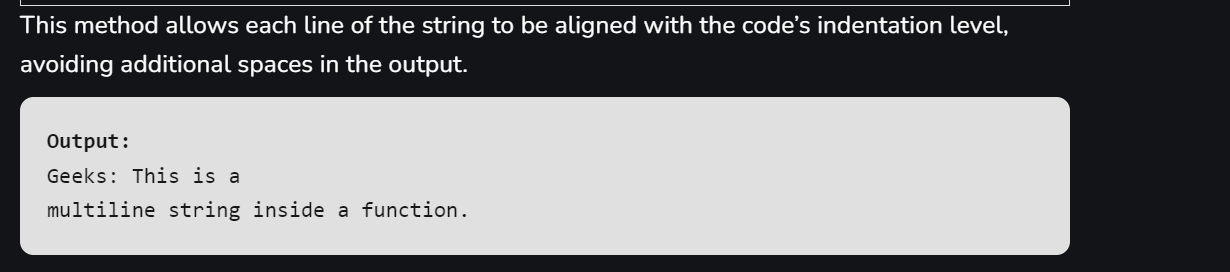 This method allows each line of the string to be aligned with the code’s indentation level,
avoiding additional spaces in the output.
Output:
Geeks: This is a
multiline string inside a function.